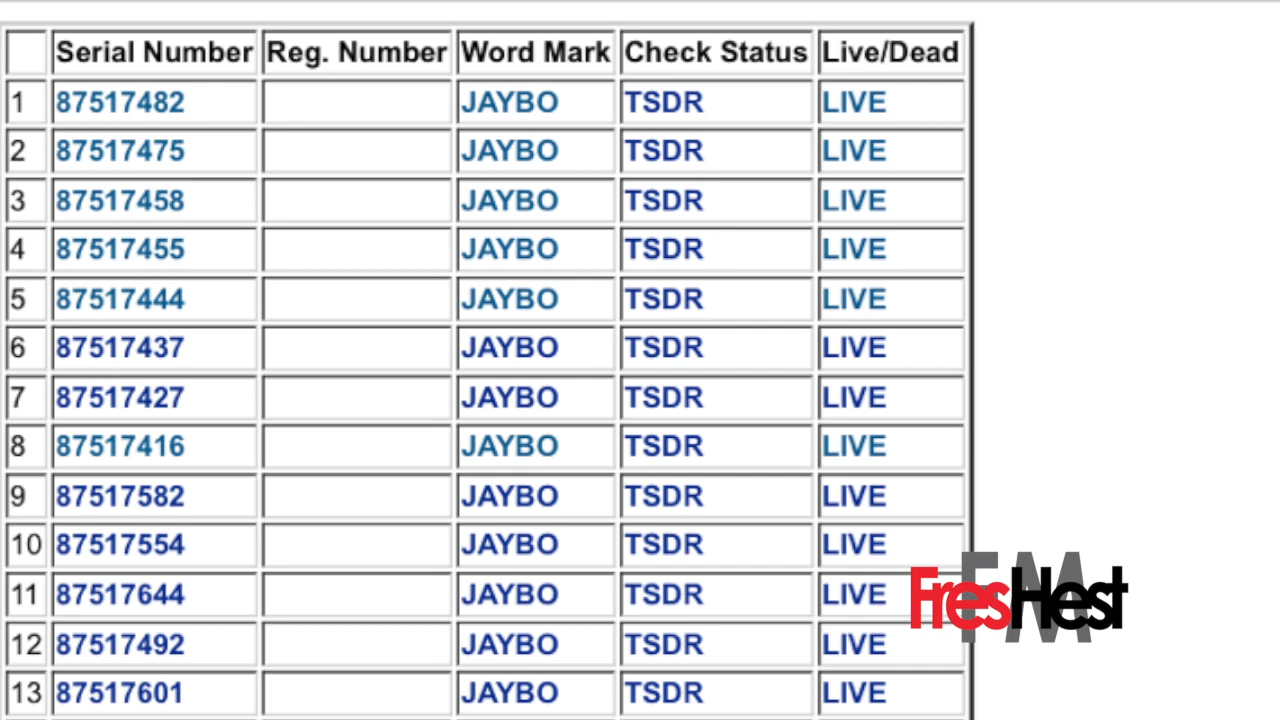 Serial Number Reg. Number Word Mark Check Status Live/Dead
1 87517482 JAYBO TSDR LIVE
2 87517475 JAYBO TSDR LIVE
3 87517458 JAYBO TSDR LIVE
4 87517455 JAYBO TSDR LIVE
5 87517444 JAYBO TSDR LIVE
6 87517437 JAYBO TSDR LIVE
7 87517427 JAYBO TSDR LIVE
8 87517416 JAYBO TSDR LIVE
9 87517582 JAYBO TSDR LIVE
10 87517554 JAYBO TSDR LIVE
11 87517644 JAYBO TSDR LIVE
12 87517492 JAYBO TSDR LIVE
13 87517601 JAYBO TSDR LIVE
FM
FresHest